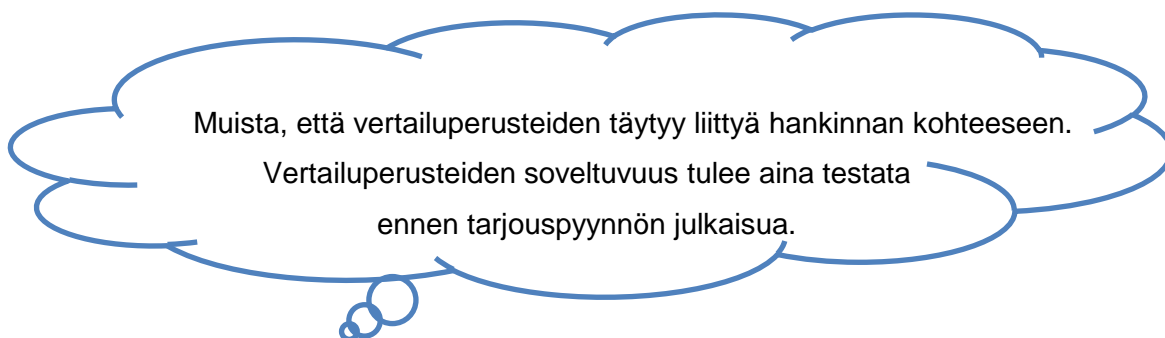 Muista, että vertailuperusteiden täytyy liittyä hankinnan kohteeseen.
Vertailuperusteiden soveltuvuus tulee aina testata
ennen tarjouspyynnön julkaisua.